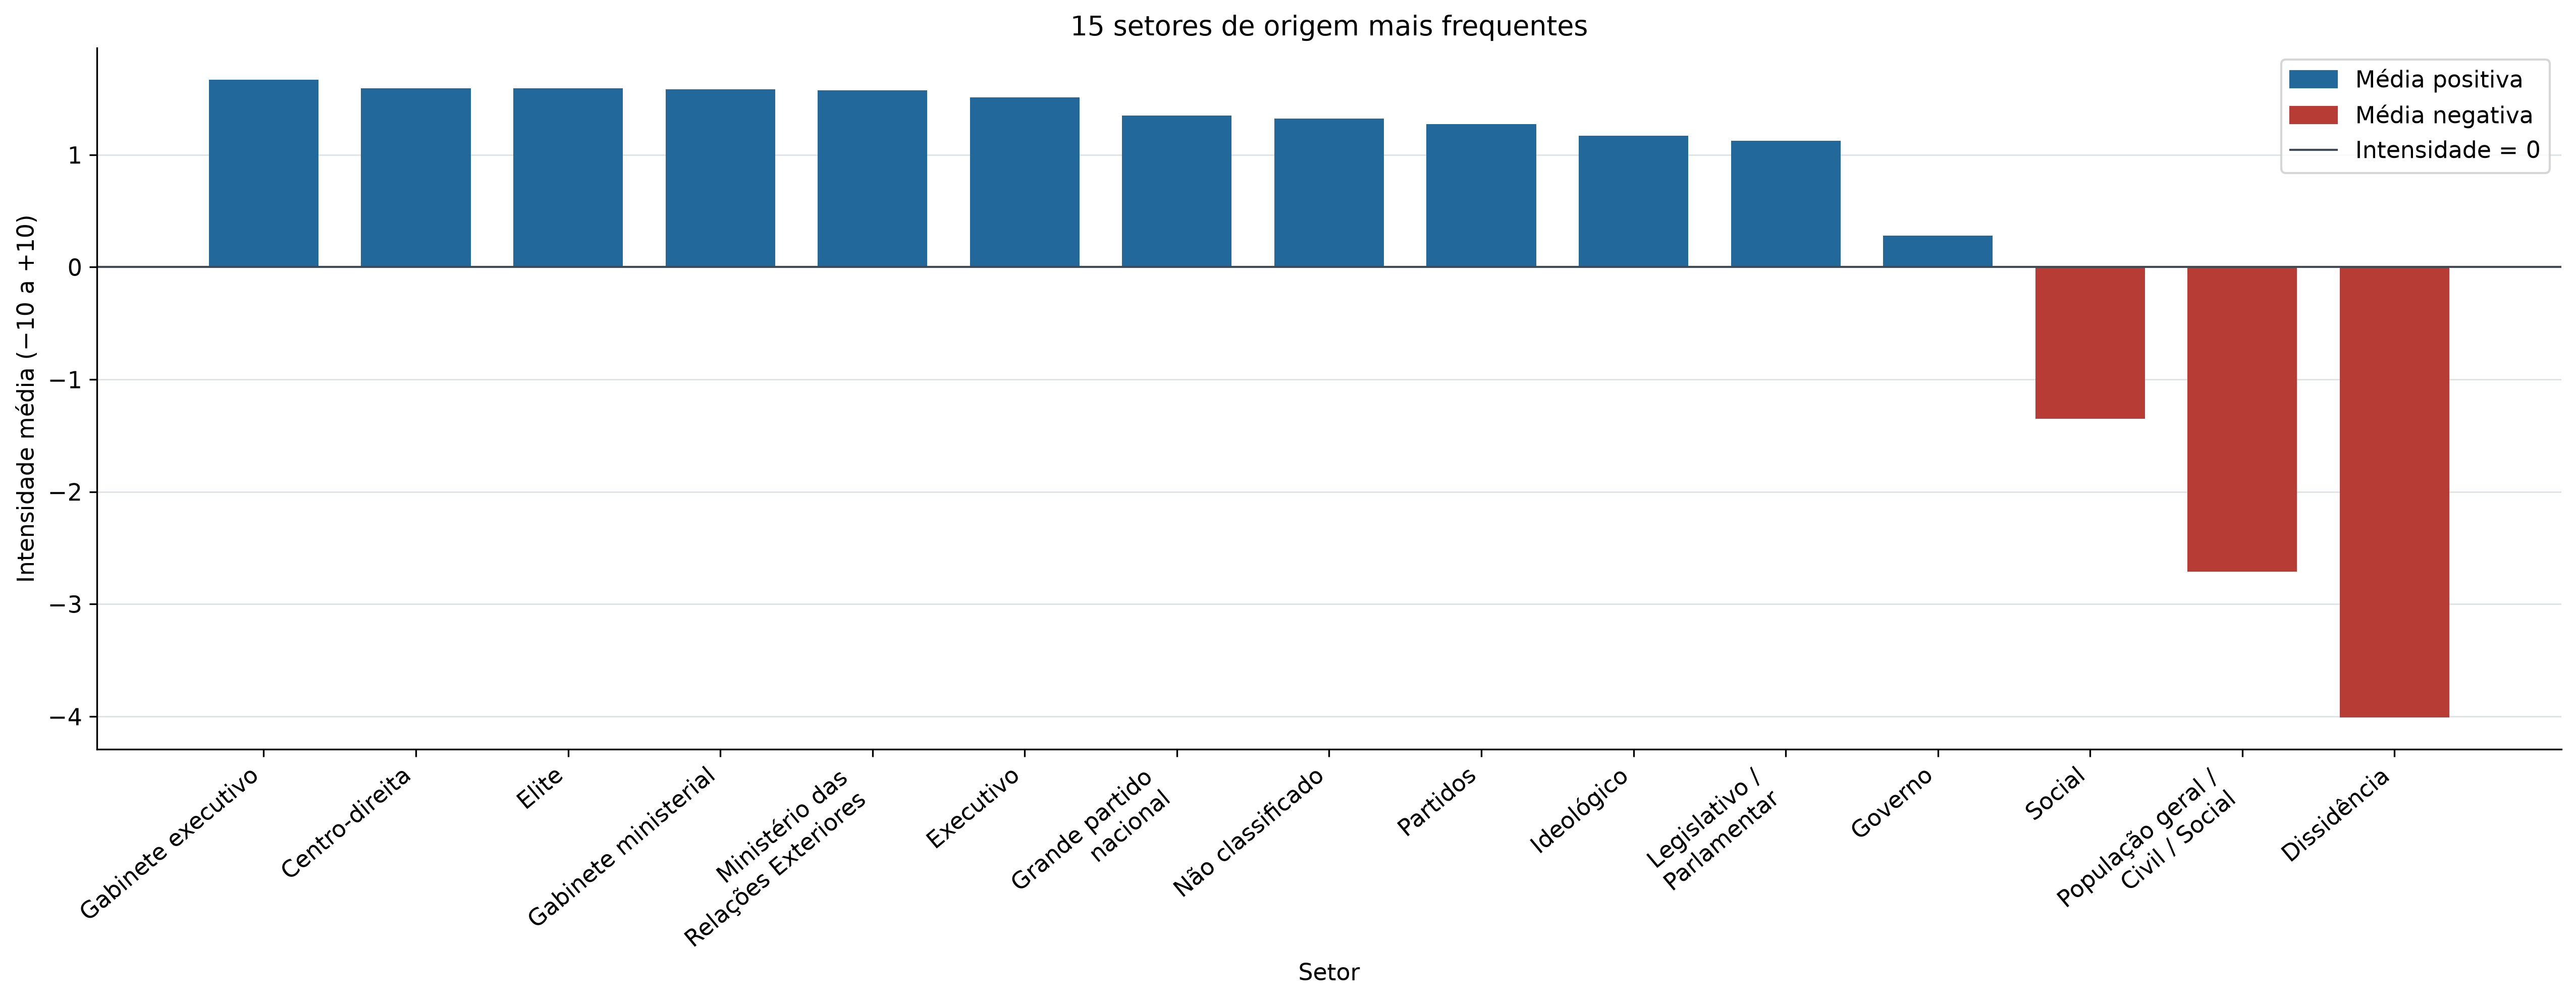 15 setores de origem mais frequentes
Média positiva
Média negativa
Intensidade = 0
Intensidade média (−10 a +10)
1
0
−1
−2
−3
−4
Gabinete executivo
Centro-direita
Elite
Gabinete ministerial
Ministério das
Relações Exteriores
Executivo
Grande partido
nacional
Não classificado
Partidos
Ideológico
Legislativo /
Parlamentar
Governo
Social
População geral /
Civil / Social
Dissidência
Setor